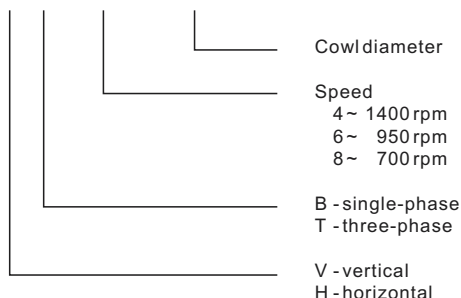 Cowl diameter
Speed
4~ 1400 rpm
6~ 950 rpm
8~ 700 rpm
B - single-phase
T - three-phase
V - vertical
H - horizontal